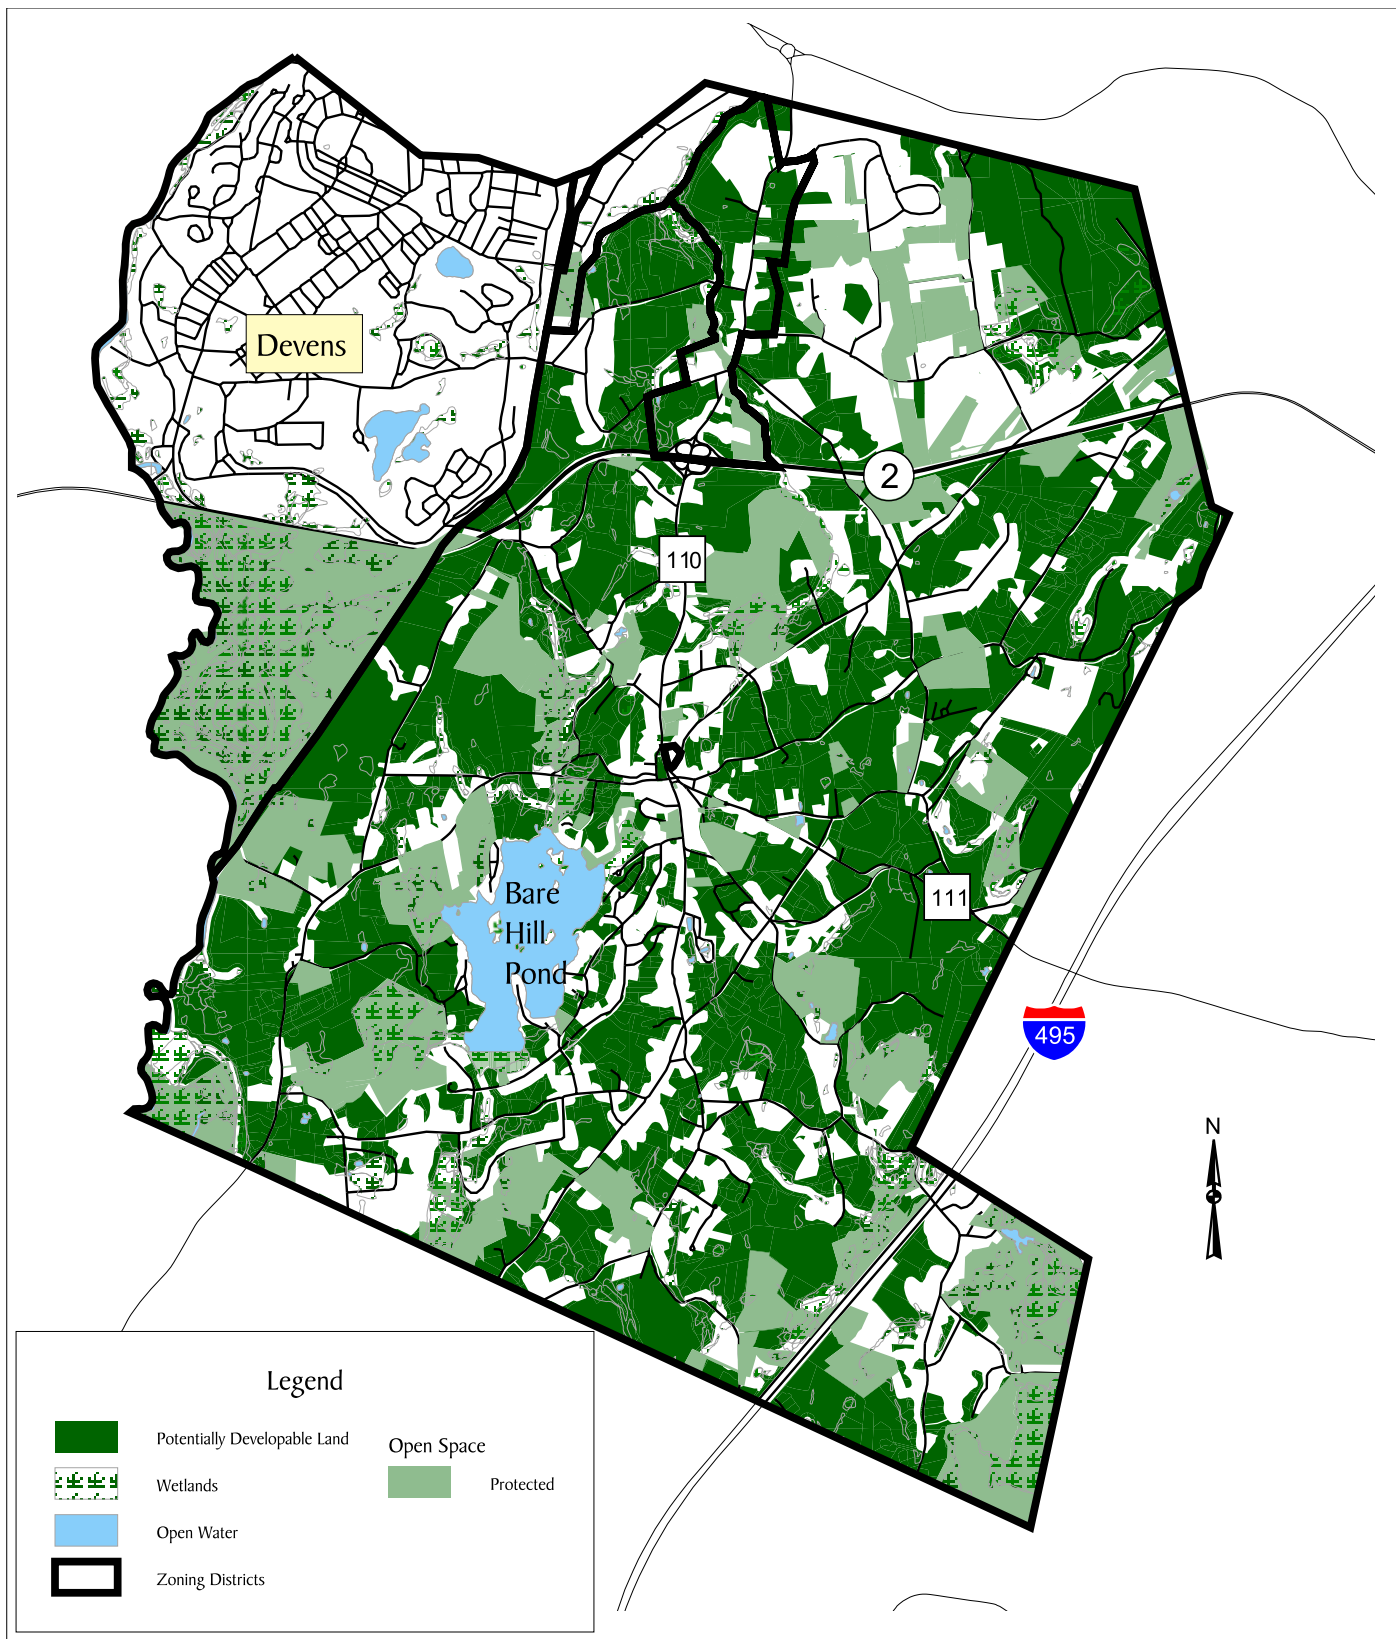 Devens
2
110
Bare
Hill
Pond
111
495
N
Legend
Potentially Developable Land
Wetlands
Open Water
Zoning Districts
Open Space
Protected